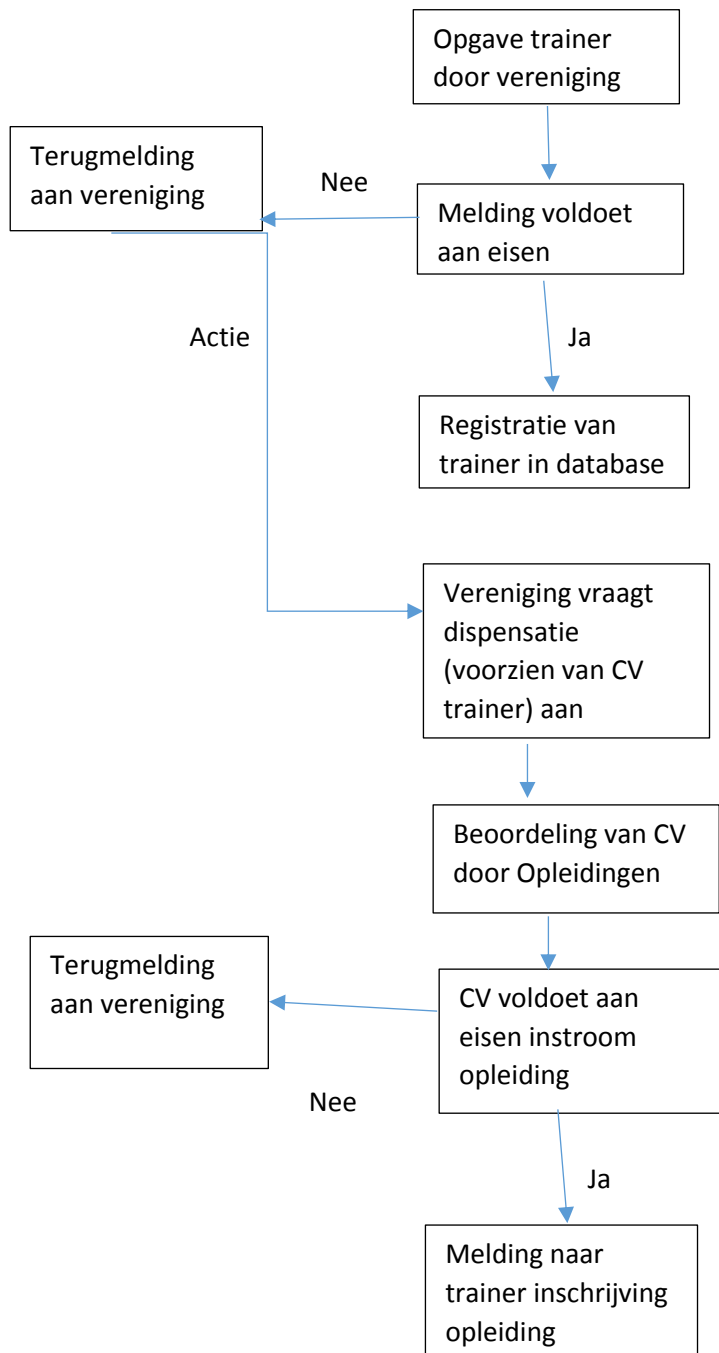 Opgave trainer
door vereniging
Terugmelding
aan vereniging
Nee
Melding voldoet
aan eisen
Actie
Ja
Registratie van
trainer in database
Vereniging vraagt
dispensatie
(voorzien van CV
trainer) aan
Beoordeling van CV
door Opleidingen
Terugmelding
aan vereniging
CV voldoet aan
eisen instroom
opleiding
Nee
Ja
Melding naar
trainer inschrijving
opleiding